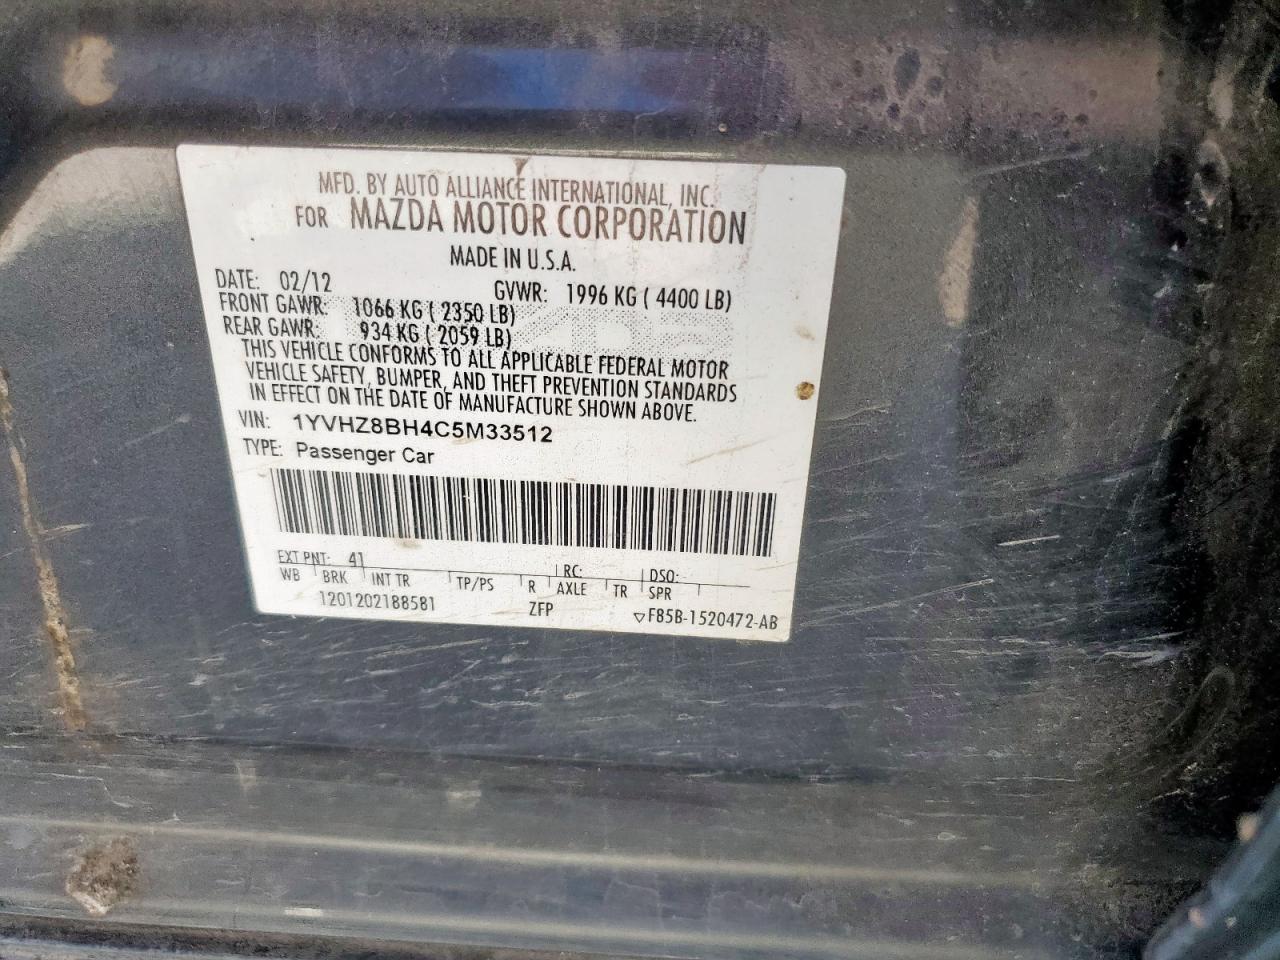 MFD. BY AUTO ALLIANCE INTERNATIONAL, INC.
FOR MAZDA MOTOR CORPORATION
MADE IN U.S.A.
DATE: 02/12 GVWR: 1996 KG ( 4400 LB)
FRONT GAWR: 1066 KG ( 2350 LB)
REAR GAWR: 934 KG ( 2059 LB)
THIS VEHICLE CONFORMS TO ALL APPLICABLE FEDERAL MOTOR
VEHICLE SAFETY, BUMPER, AND THEFT PREVENTION STANDARDS
IN EFFECT ON THE DATE OF MANUFACTURE SHOWN ABOVE.
VIN: 1YVHZ8BH4C5M33512
TYPE: Passenger Car
EXT PNT: 41 RC: DSO:
WB BRK INT TR TP/PS R AXLE TR SPR
1201202188581 ZFP ▽FB5B-1520472-AB